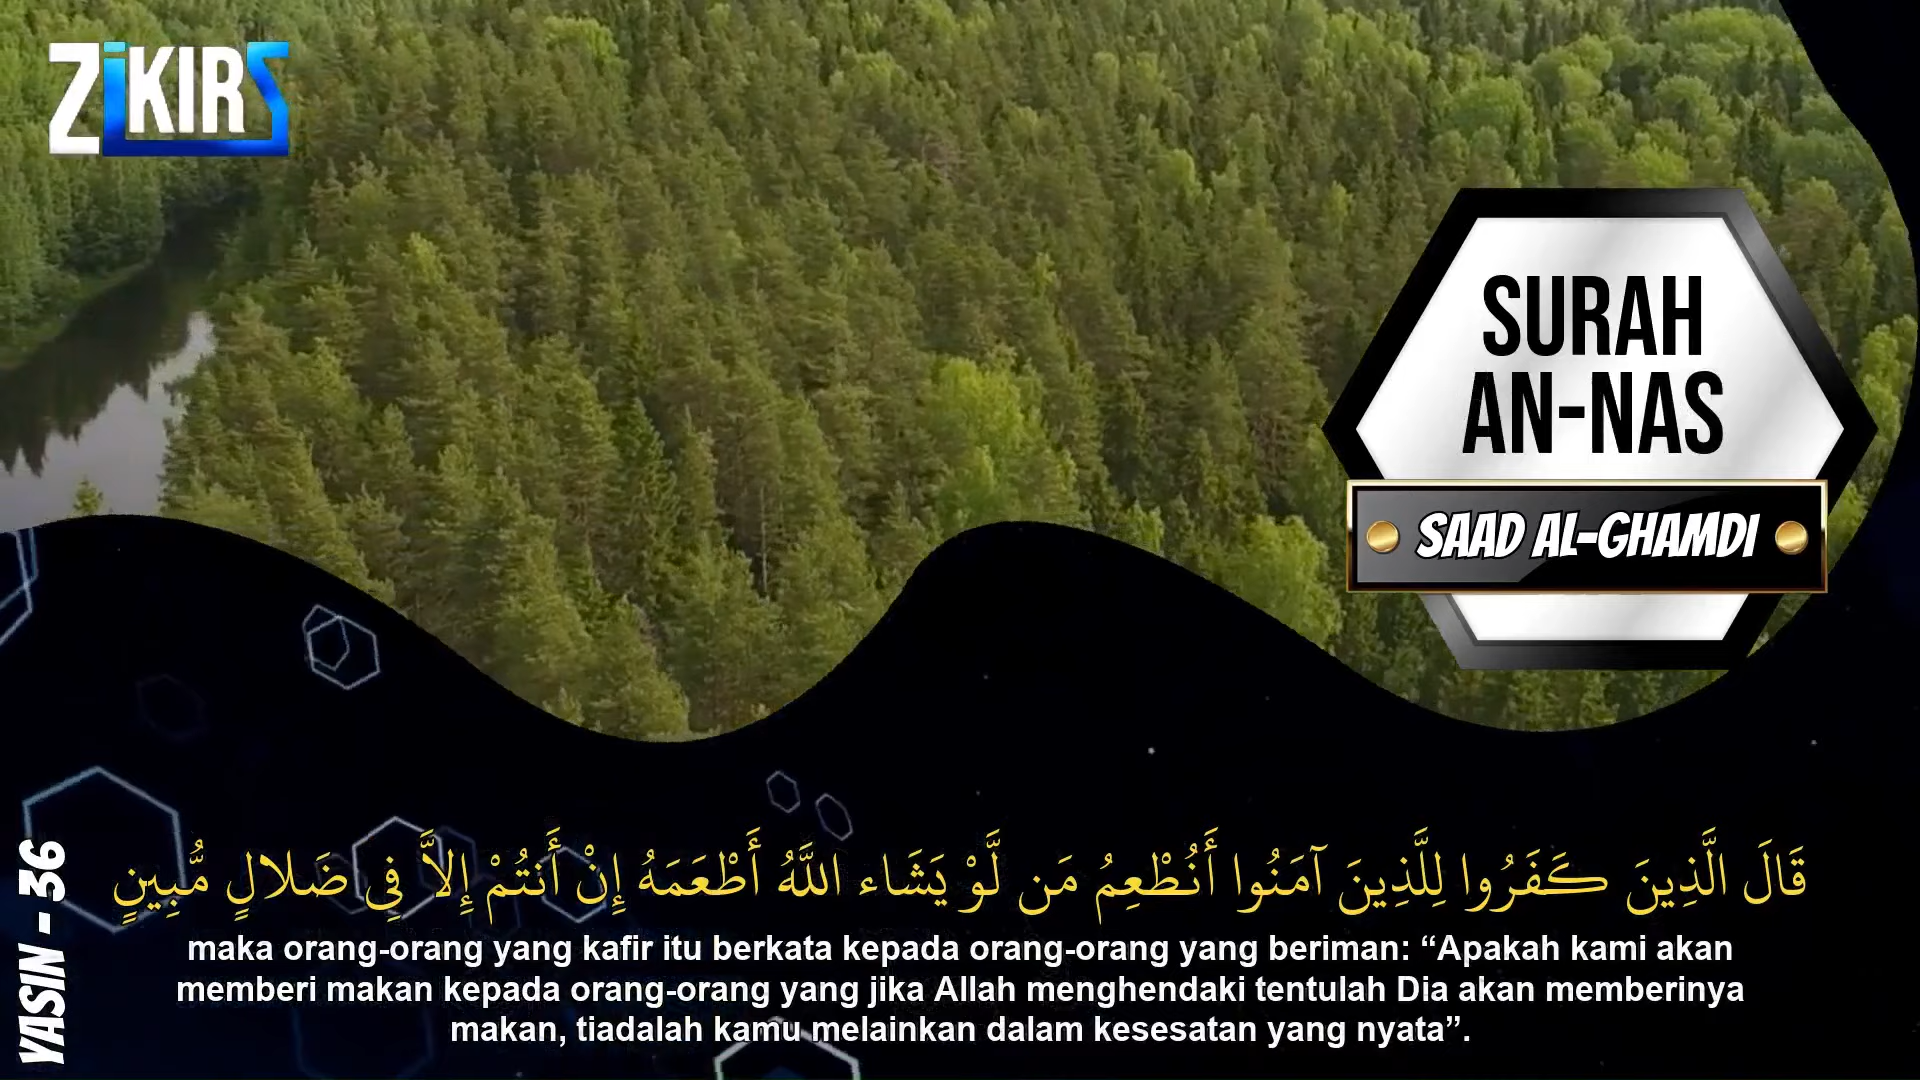 ZiKIRS
SURAH
AN-NAS
SAAD AL-GHAMDI
YASIN - 36
قَالَ الَّذِينَ كَفَرُوا لِلَّذِينَ آمَنُوا أَنُطْعِمُ مَن لَّوْ يَشَاء اللَّهُ أَطْعَمَهُ إِنْ أَنتُمْ إِلاَّ فِي ضَلالٍ مُّبِينٍ
maka orang-orang yang kafir itu berkata kepada orang-orang yang beriman: “Apakah kami akan
memberi makan kepada orang-orang yang jika Allah menghendaki tentulah Dia akan memberinya
makan, tiadalah kamu melainkan dalam kesesatan yang nyata”.